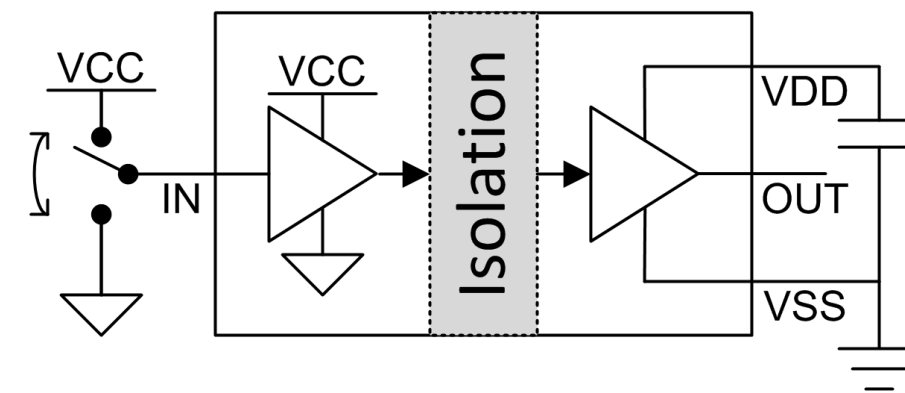 VCC
VCC
IN
Isolation
VDD
OUT
VSS